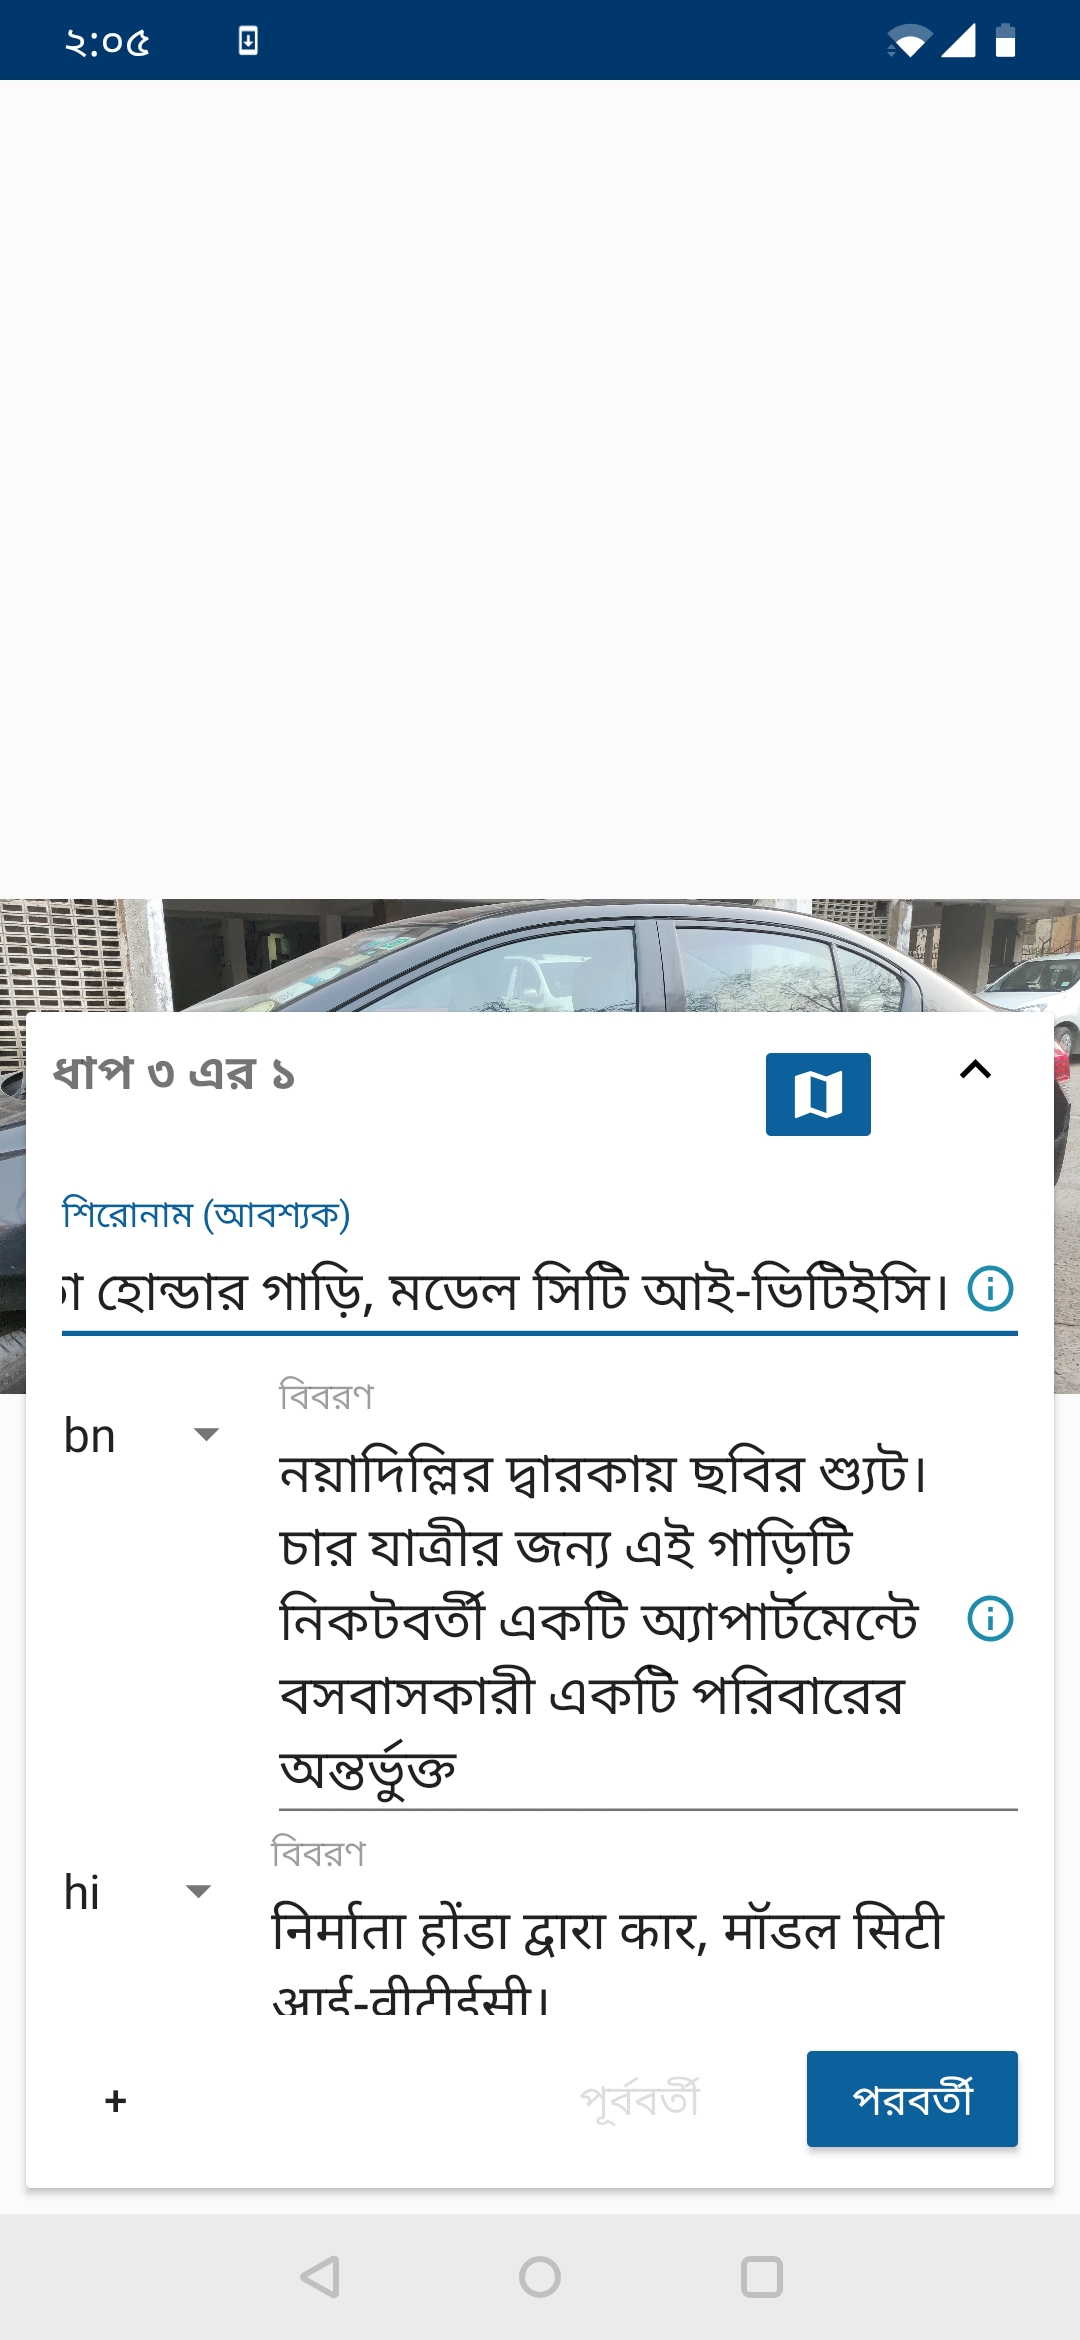 ২:০৫
ধাপ ৩ এর ১
শিরোনাম (আবশ্যক)
হোন্ডার গাড়ি, মডেল সিটি আই-ভিটিইসি।
bn
বিবরণ
নয়াদিল্লির দ্বারকায় ছবির শ্যুট।
চার যাত্রীর জন্য এই গাড়িটি
নিকটবর্তী একটি অ্যাপার্টমেন্টে
বসবাসকারী একটি পরিবারের
অন্তর্ভুক্ত
hi
বিবরণ
निर्माता होंडा द्वारा कार, मॉडल सिटी
आई-वीटीईसी।
+
পূর্ববর্তী
পরবর্তী